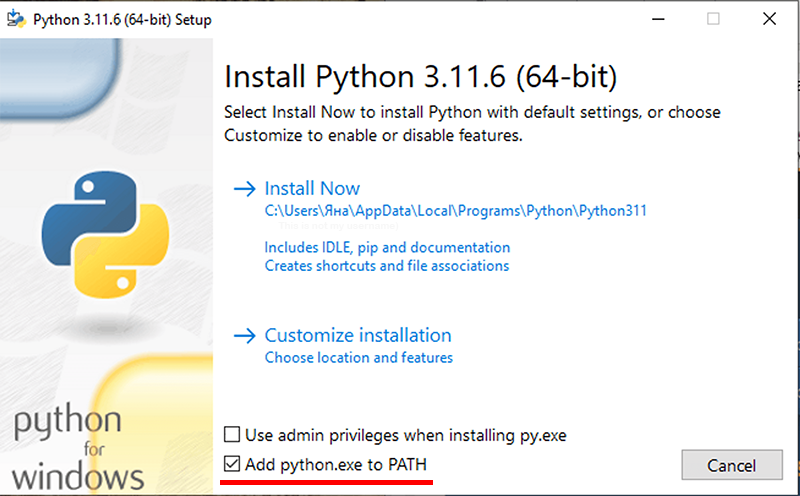 Python 3.11.6 (64-bit) Setup
Install Python 3.11.6 (64-bit)
Select Install Now to install Python with default settings, or choose
Customize to enable or disable features.
Install Now
C:\Users\Яна\AppData\Local\Programs\Python\Python311
Includes IDLE, pip and documentation
Creates shortcuts and file associations
Customize installation
Choose location and features
Use admin privileges when installing py.exe
Add python.exe to PATH
Cancel
python
for
windows